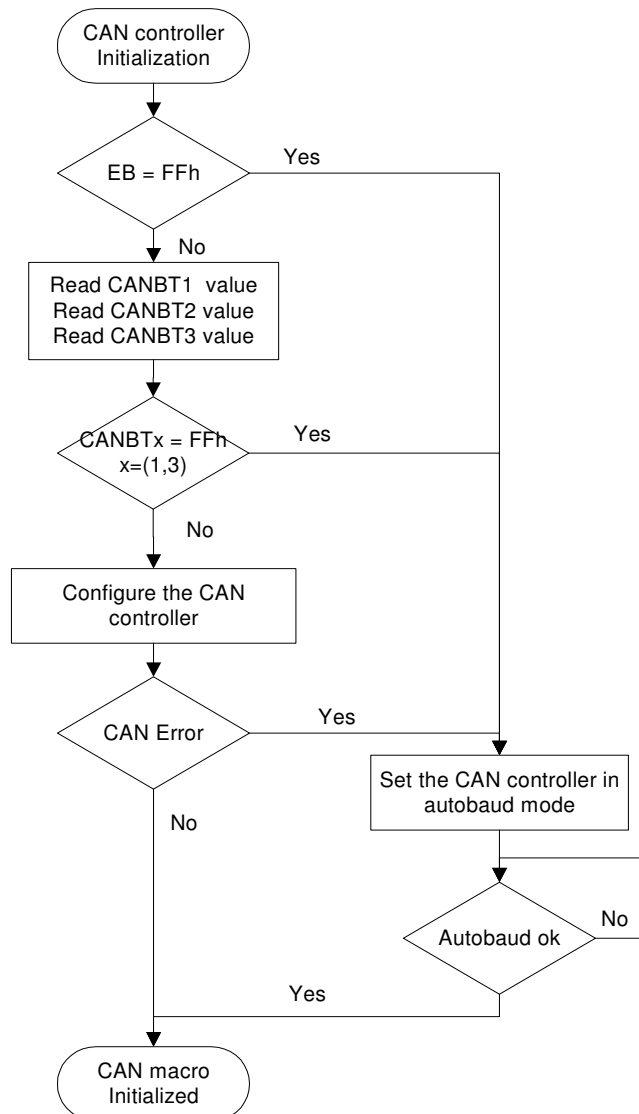 CAN controller
Initialization
EB = FFh
Yes
No
Read CANBT1 value
Read CANBT2 value
Read CANBT3 value
CANBTx = FFh
x=(1,3)
Yes
No
Configure the CAN
controller
CAN Error
Yes
No
Set the CAN controller in
autobaud mode
Autobaud ok
No
Yes
CAN macro
Initialized